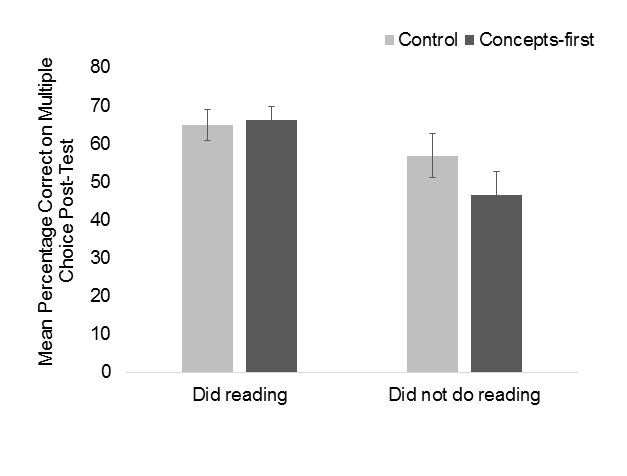 Control Concepts-first
Mean Percentage Correct on Multiple
Choice Post-Test
80
70
60
50
40
30
20
10
0
Did reading Did not do reading